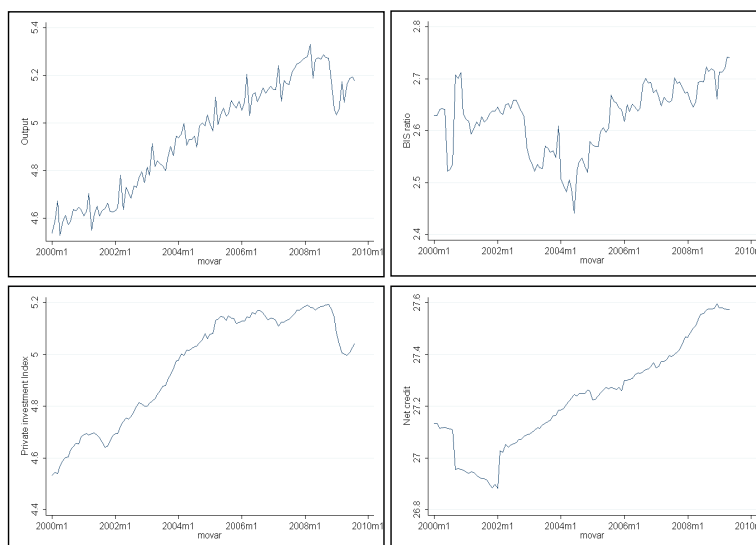 5.4
5.2
5
4.8
4.6
Output
2000m1 2002m1 2004m1 2006m1 2008m1 2010m1
movar
2.8
2.7
2.6
2.5
2.4
BIS ratio
2000m1 2002m1 2004m1 2006m1 2008m1 2010m1
movar
5.2
5
4.8
4.6
4.4
Private investment Index
2000m1 2002m1 2004m1 2006m1 2008m1 2010m1
movar
27.6
27.4
27.2
27
26.8
Net credit
2000m1 2002m1 2004m1 2006m1 2008m1 2010m
movar